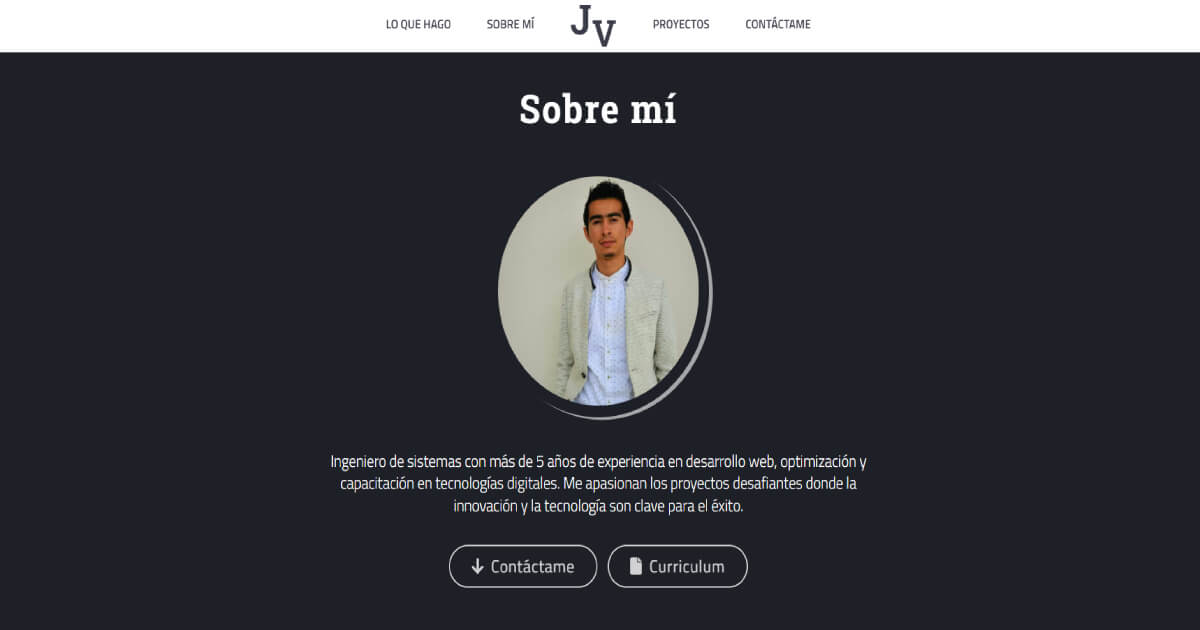 LO QUE HAGO
SOBRE MÍ
JV
PROYECTOS
CONTÁCTAME
Sobre mí
Ingeniero de sistemas con más de 5 años de experiencia en desarrollo web, optimización y
capacitación en tecnologías digitales. Me apasionan los proyectos desafiantes donde la
innovación y la tecnología son clave para el éxito.
Contáctame
Curriculum